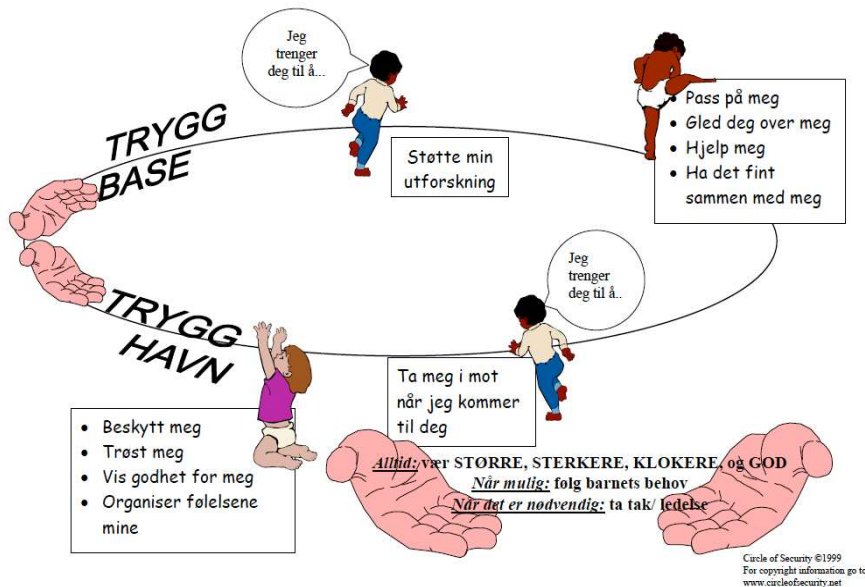 Jeg
trenger
deg til å...
TRYGG
BASE
Støtte min
utforskning
• Pass på meg
• Gled deg over meg
• Hjelp meg
• Ha det fint
sammen med meg
Jeg
trenger
deg til å..
TRYGG
HAVN
Ta meg i mot
når jeg kommer
til deg
• Beskytt meg
• Trøst meg
• Vis godhet for meg
• Organiser følelsene
mine
Alltid: vær STØRRE, STERKERE, KLOKERE, og GOD
Når mulig: følg barnets behov
Når det er nødvendig: ta tak/ ledelse
Circle of Security ©1999
For copyright information go to
www.circleofsecurity.net